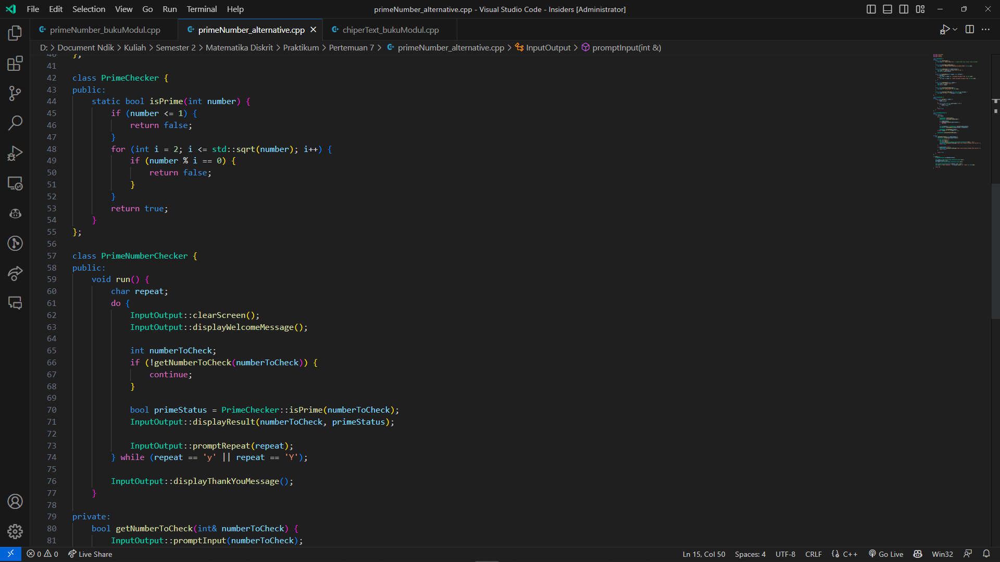 File Edit Selection View Go Run Terminal Help
primeNumber_alternative.cpp - Visual Studio Code - Insiders [Administrator]
primeNumber_bukuModul.cpp
primeNumber_alternative.cpp
chiperText_bukuModul.cpp
D: > Document Ndik > Kuliah > Semester 2 > Matematika Diskrit > Praktikum > Pertemuan 7 > primeNumber_alternative.cpp > InputOutput > promptInput(int &)
40 };
41
42 class PrimeChecker {
43 public:
44 static bool isPrime(int number) {
45 if (number <= 1) {
46 return false;
47 }
48 for (int i = 2; i <= std::sqrt(number); i++) {
49 if (number % i == 0) {
50 return false;
51 }
52 }
53 return true;
54 }
55 };
56
57 class PrimeNumberChecker {
58 public:
59 void run() {
60 char repeat;
61 do {
62 InputOutput::clearScreen();
63 InputOutput::displayWelcomeMessage();
64
65 int numberToCheck;
66 if (!getNumberToCheck(numberToCheck)) {
67 continue;
68 }
69
70 bool primeStatus = PrimeChecker::isPrime(numberToCheck);
71 InputOutput::displayResult(numberToCheck, primeStatus);
72
73 InputOutput::promptRepeat(repeat);
74 } while (repeat == 'y' || repeat == 'Y');
75
76 InputOutput::displayThankYouMessage();
77 }
78
79 private:
80 bool getNumberToCheck(int& numberToCheck) {
81 InputOutput::promptInput(numberToCheck);
0 0 Live Share Ln 15, Col 50 Spaces: 4 UTF-8 CRLF C++ Go Live Win32